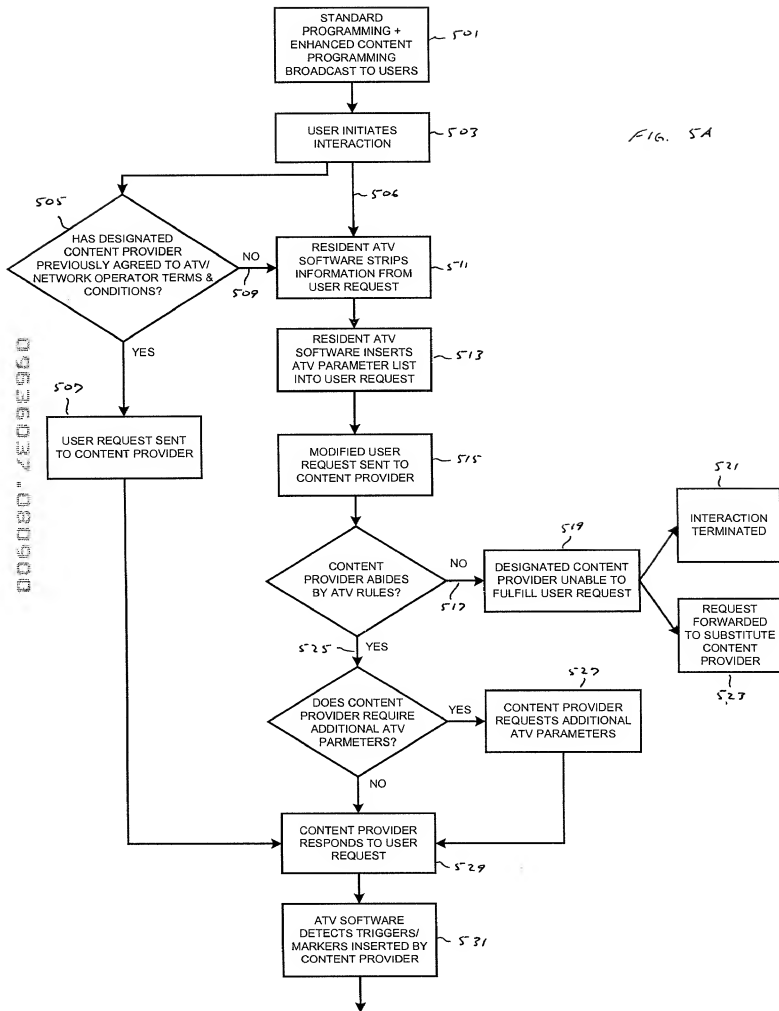 STANDARD
PROGRAMMING +
ENHANCED CONTENT
PROGRAMMING
BROADCAST TO USERS
501
USER INITIATES
INTERACTION
503
FIG. 5A
505
506
HAS DESIGNATED
CONTENT PROVIDER
PREVIOUSLY AGREED TO ATV/
NETWORK OPERATOR TERMS &
CONDITIONS?
NO
509
RESIDENT ATV
SOFTWARE STRIPS
INFORMATION FROM
USER REQUEST
511
YES
RESIDENT ATV
SOFTWARE INSERTS
ATV PARAMETER LIST
INTO USER REQUEST
513
507
USER REQUEST SENT
TO CONTENT PROVIDER
MODIFIED USER
REQUEST SENT TO
CONTENT PROVIDER
515
CONTENT
PROVIDER ABIDES
BY ATV RULES?
NO
517
519
DESIGNATED CONTENT
PROVIDER UNABLE TO
FULFILL USER REQUEST
521
INTERACTION
TERMINATED
REQUEST
FORWARDED
TO SUBSTITUTE
CONTENT
PROVIDER
523
525
YES
DOES CONTENT
PROVIDER REQUIRE
ADDITIONAL ATV
PARMETERS?
YES
527
CONTENT PROVIDER
REQUESTS ADDITIONAL
ATV PARAMETERS
NO
CONTENT PROVIDER
RESPONDS TO USER
REQUEST
529
ATV SOFTWARE
DETECTS TRIGGERS/
MARKERS INSERTED BY
CONTENT PROVIDER
531
09636037.080900